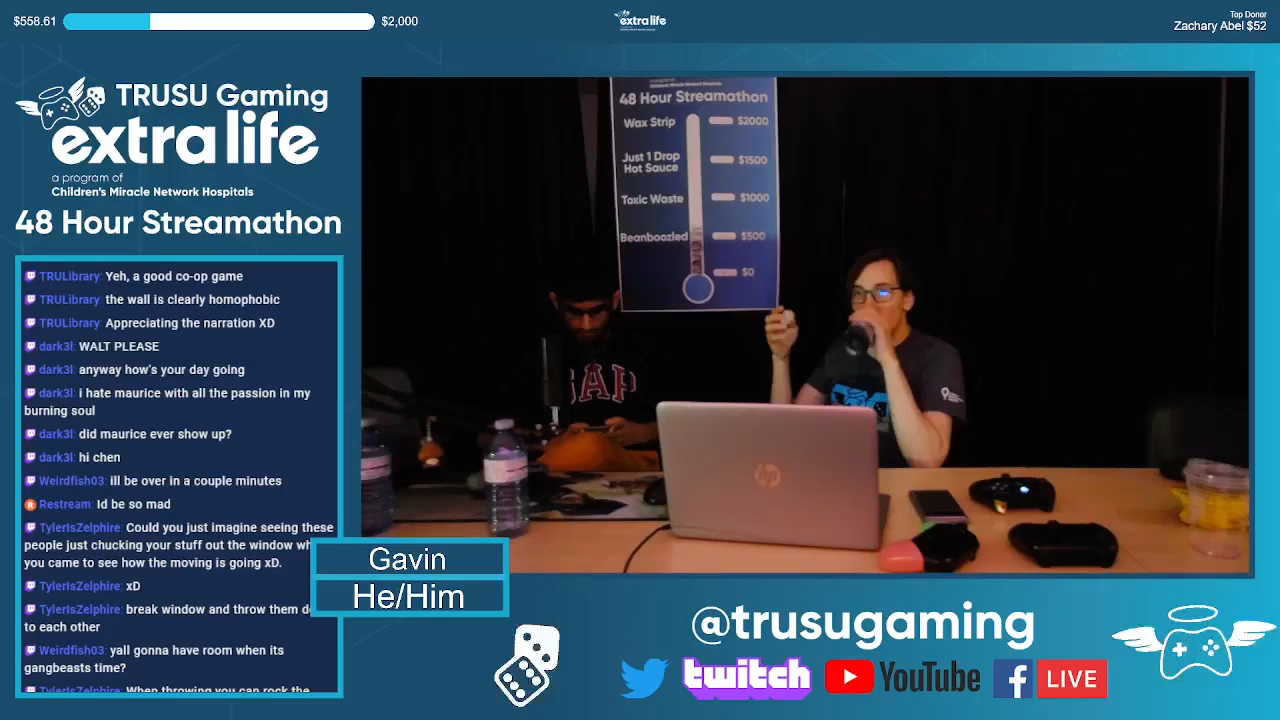 $558.61
$2,000
extra life
Top Donor
Zachary Abel $52
TRUSU Gaming
extra life
a program of
Children's Miracle Network Hospitals
48 Hour Streamathon
TRULibrary: Yeh, a good co-op game
TRULibrary: the wall is clearly homophobic
TRULibrary: Appreciating the narration XD
dark3l: WALT PLEASE
dark3l: anyway how's your day going
dark3l: i hate maurice with all the passion in my
burning soul
dark3l: did maurice ever show up?
dark3l: hi chen
Weirdfish03: ill be over in a couple minutes
Restream: Id be so mad
TylerIsZelphire: Could you just imagine seeing these
people just chucking your stuff out the window
you came to see how the moving is going xD.
TylerIsZelphire: xD
TylerIsZelphire: break window and throw them
to each other
Weirdfish03: yall gonna have room when its
gangbeasts time?
TylerIsZelphire: When throwing you can rock the
48 Hour Streamathon
Wax Strip $2000
Just 1 Drop
Hot Sauce $1500
Toxic Waste $1000
Beanboozled $500
$0
GAP
hp
Gavin
He/Him
@trusugaming
twitch
YouTube
f LIVE